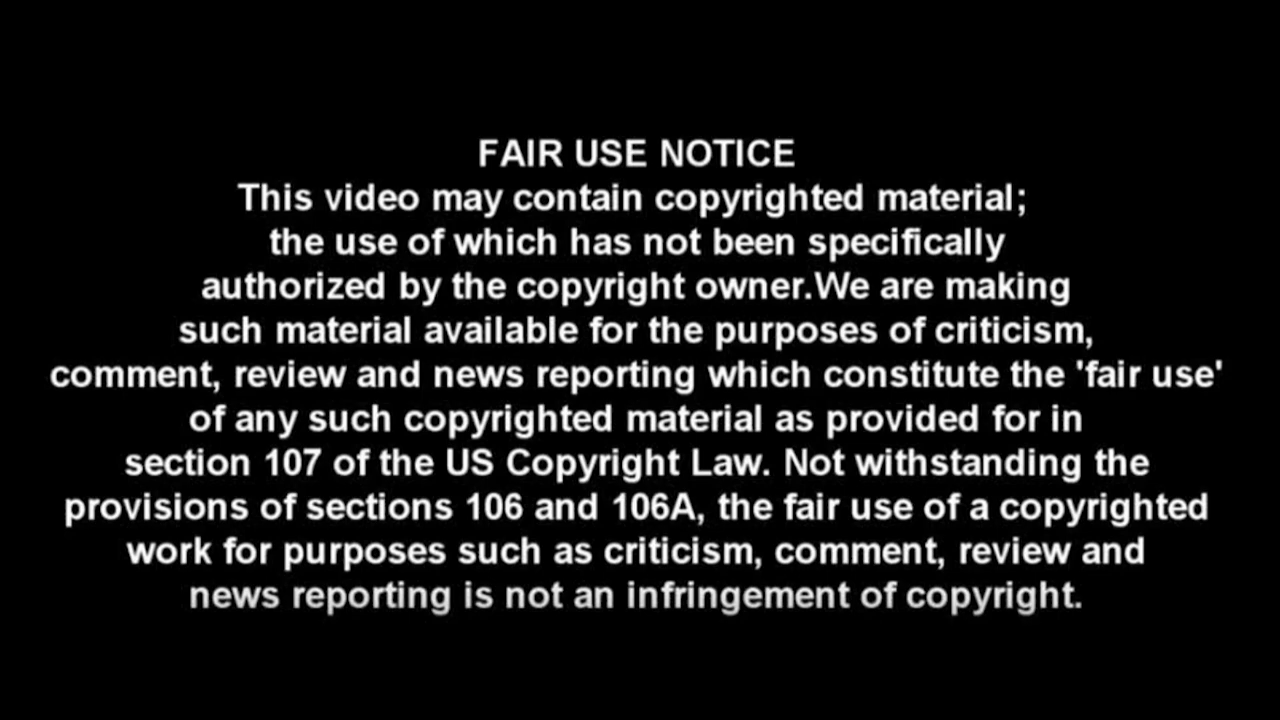 FAIR USE NOTICE
This video may contain copyrighted material;
the use of which has not been specifically
authorized by the copyright owner.We are making
such material available for the purposes of criticism,
comment, review and news reporting which constitute the 'fair use'
of any such copyrighted material as provided for in
section 107 of the US Copyright Law. Not withstanding the
provisions of sections 106 and 106A, the fair use of a copyrighted
work for purposes such as criticism, comment, review and
news reporting is not an infringement of copyright.